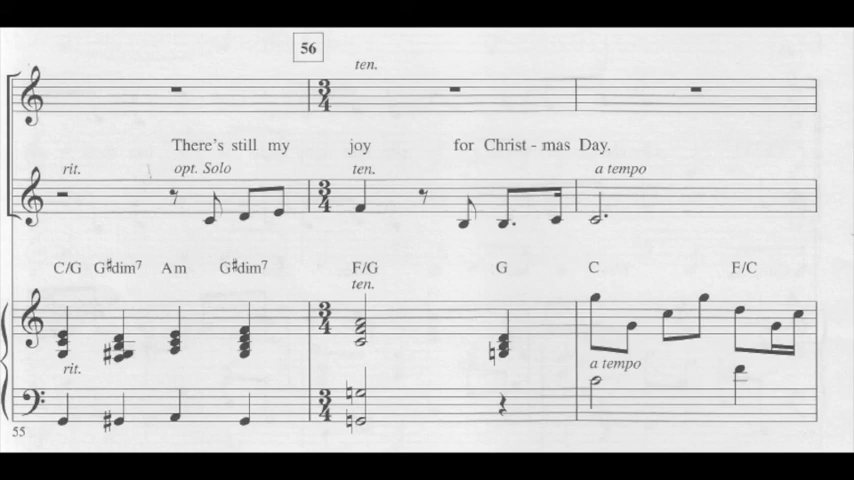 56
ten.
There's still my joy for Christ - mas Day.
rit. opt. Solo ten. a tempo
C/G G♯dim7 Am G♯dim7 F/G G C F/C
ten.
rit. a tempo
55